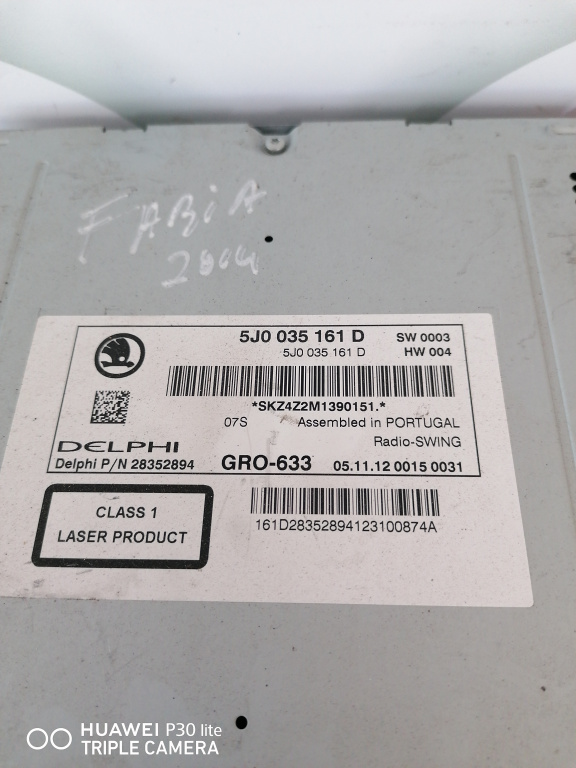 FABIA
2004
5J0 035 161 D SW 0003
5J0 035 161 D HW 004
*SKZ4Z2M1390151.*
07S Assembled in PORTUGAL
Radio-SWING
DELPHI
Delphi P/N 28352894 GRO-633 05.11.12 0015 0031
CLASS 1
LASER PRODUCT
161D28352894123100874A
HUAWEI P30 lite
TRIPLE CAMERA